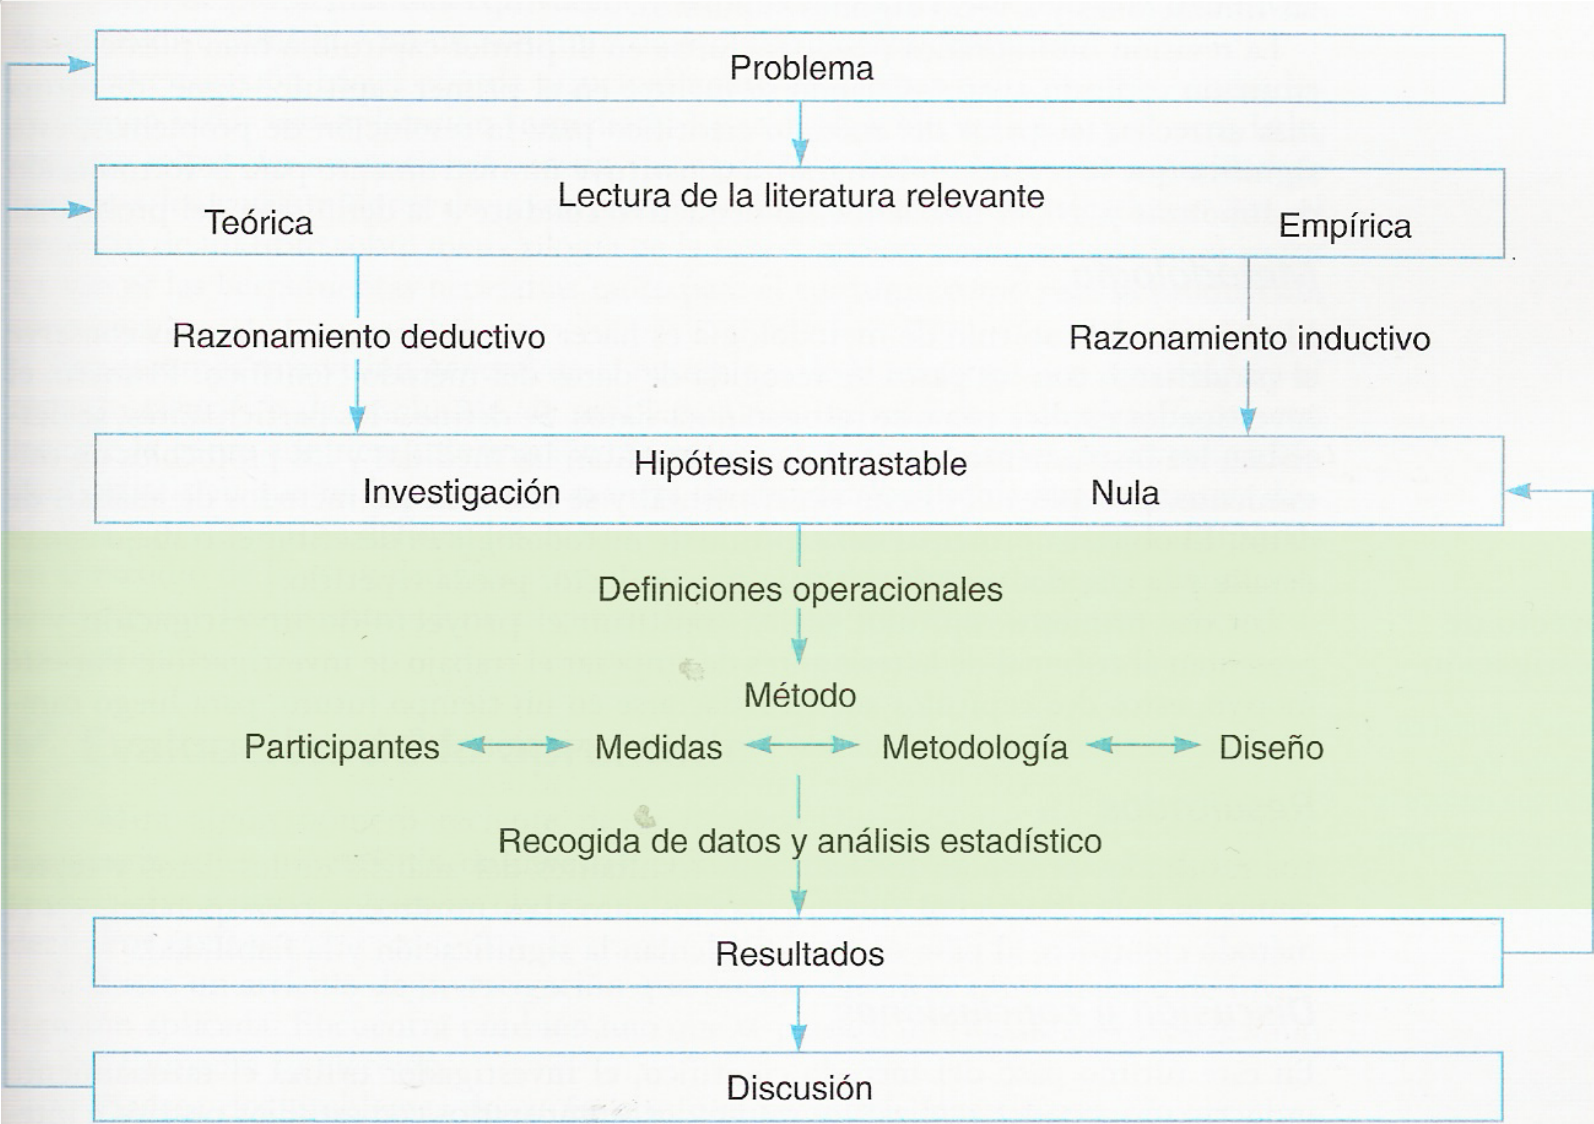 Problema
Lectura de la literatura relevante
Teórica Empírica
Razonamiento deductivo Razonamiento inductivo
Hipótesis contrastable
Investigación Nula
Definiciones operacionales
Método
Participantes Medidas Metodología Diseño
Recogida de datos y análisis estadístico
Resultados
Discusión